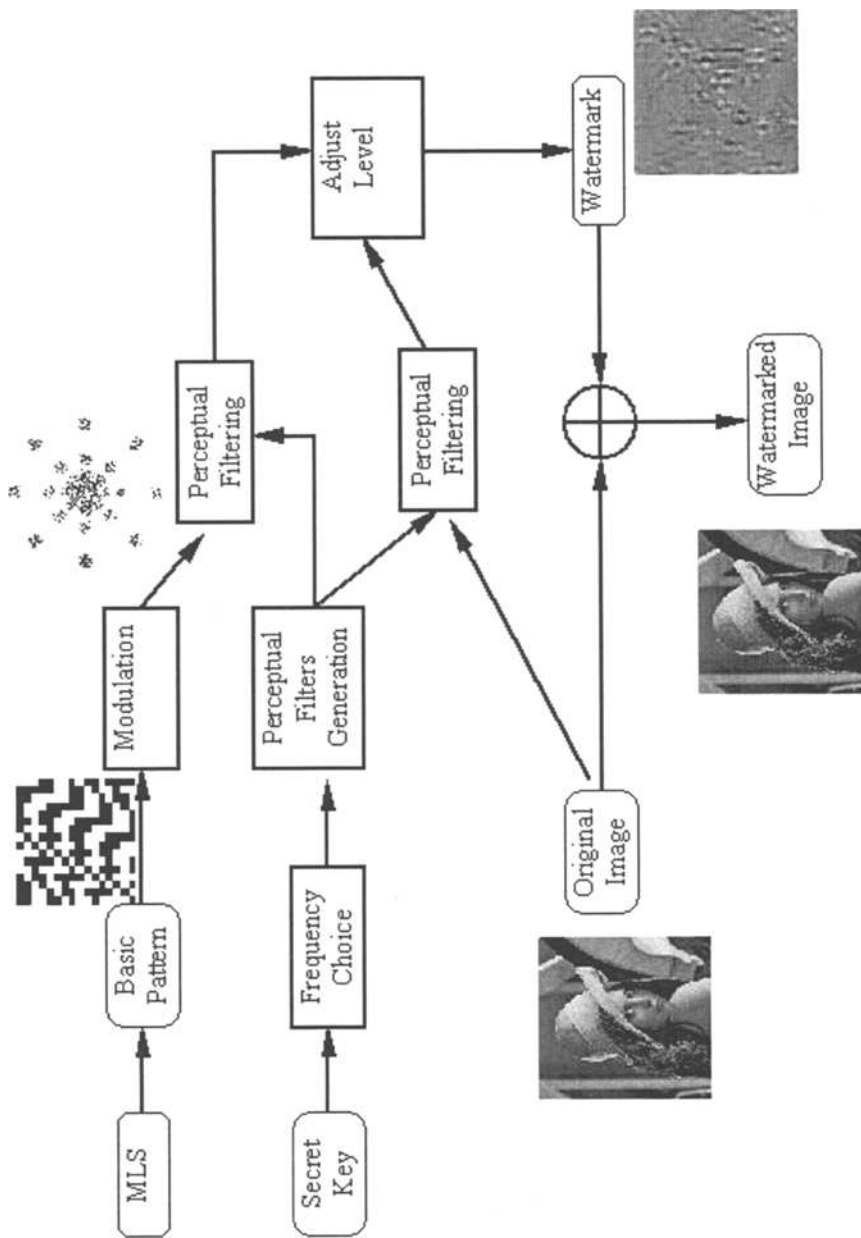 MLS
Basic
Pattern
Modulation
Perceptual
Filtering
Adjust
Level
Secret
Key
Frequency
Choice
Perceptual
Filters
Generation
Perceptual
Filtering
Original
Image
Watermark
Watermarked
Image